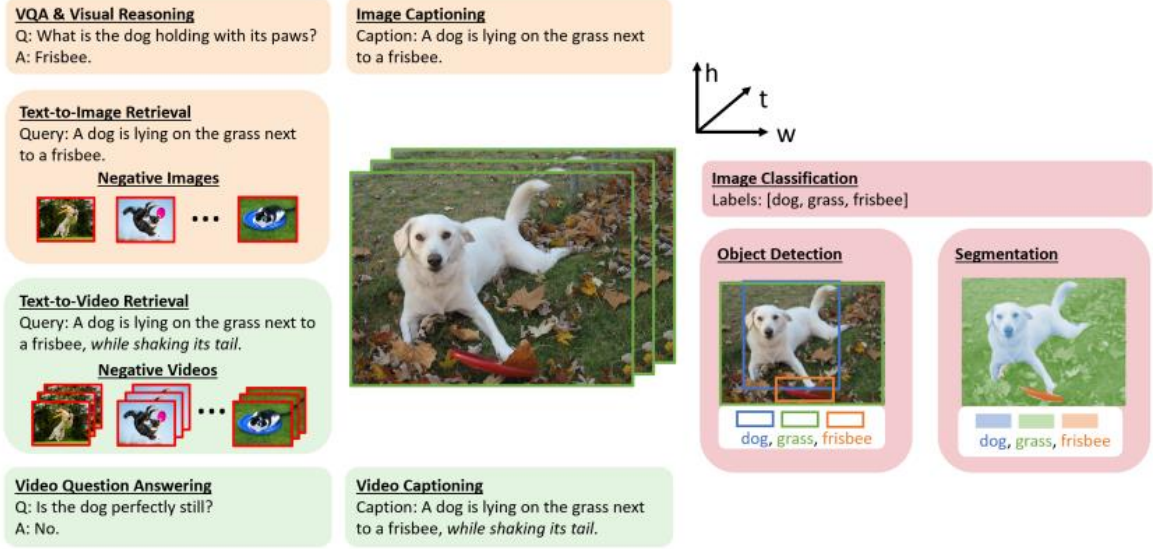 VQA & Visual Reasoning
Q: What is the dog holding with its paws?
A: Frisbee.
Image Captioning
Caption: A dog is lying on the grass next
to a frisbee.
Text-to-Image Retrieval
Query: A dog is lying on the grass next
to a frisbee.
Negative Images
...
h
t
w
Image Classification
Labels: [dog, grass, frisbee]
Object Detection
dog, grass, frisbee
Segmentation
dog, grass, frisbee
Text-to-Video Retrieval
Query: A dog is lying on the grass next to
a frisbee, while shaking its tail.
Negative Videos
...
Video Question Answering
Q: Is the dog perfectly still?
A: No.
Video Captioning
Caption: A dog is lying on the grass next
to a frisbee, while shaking its tail.